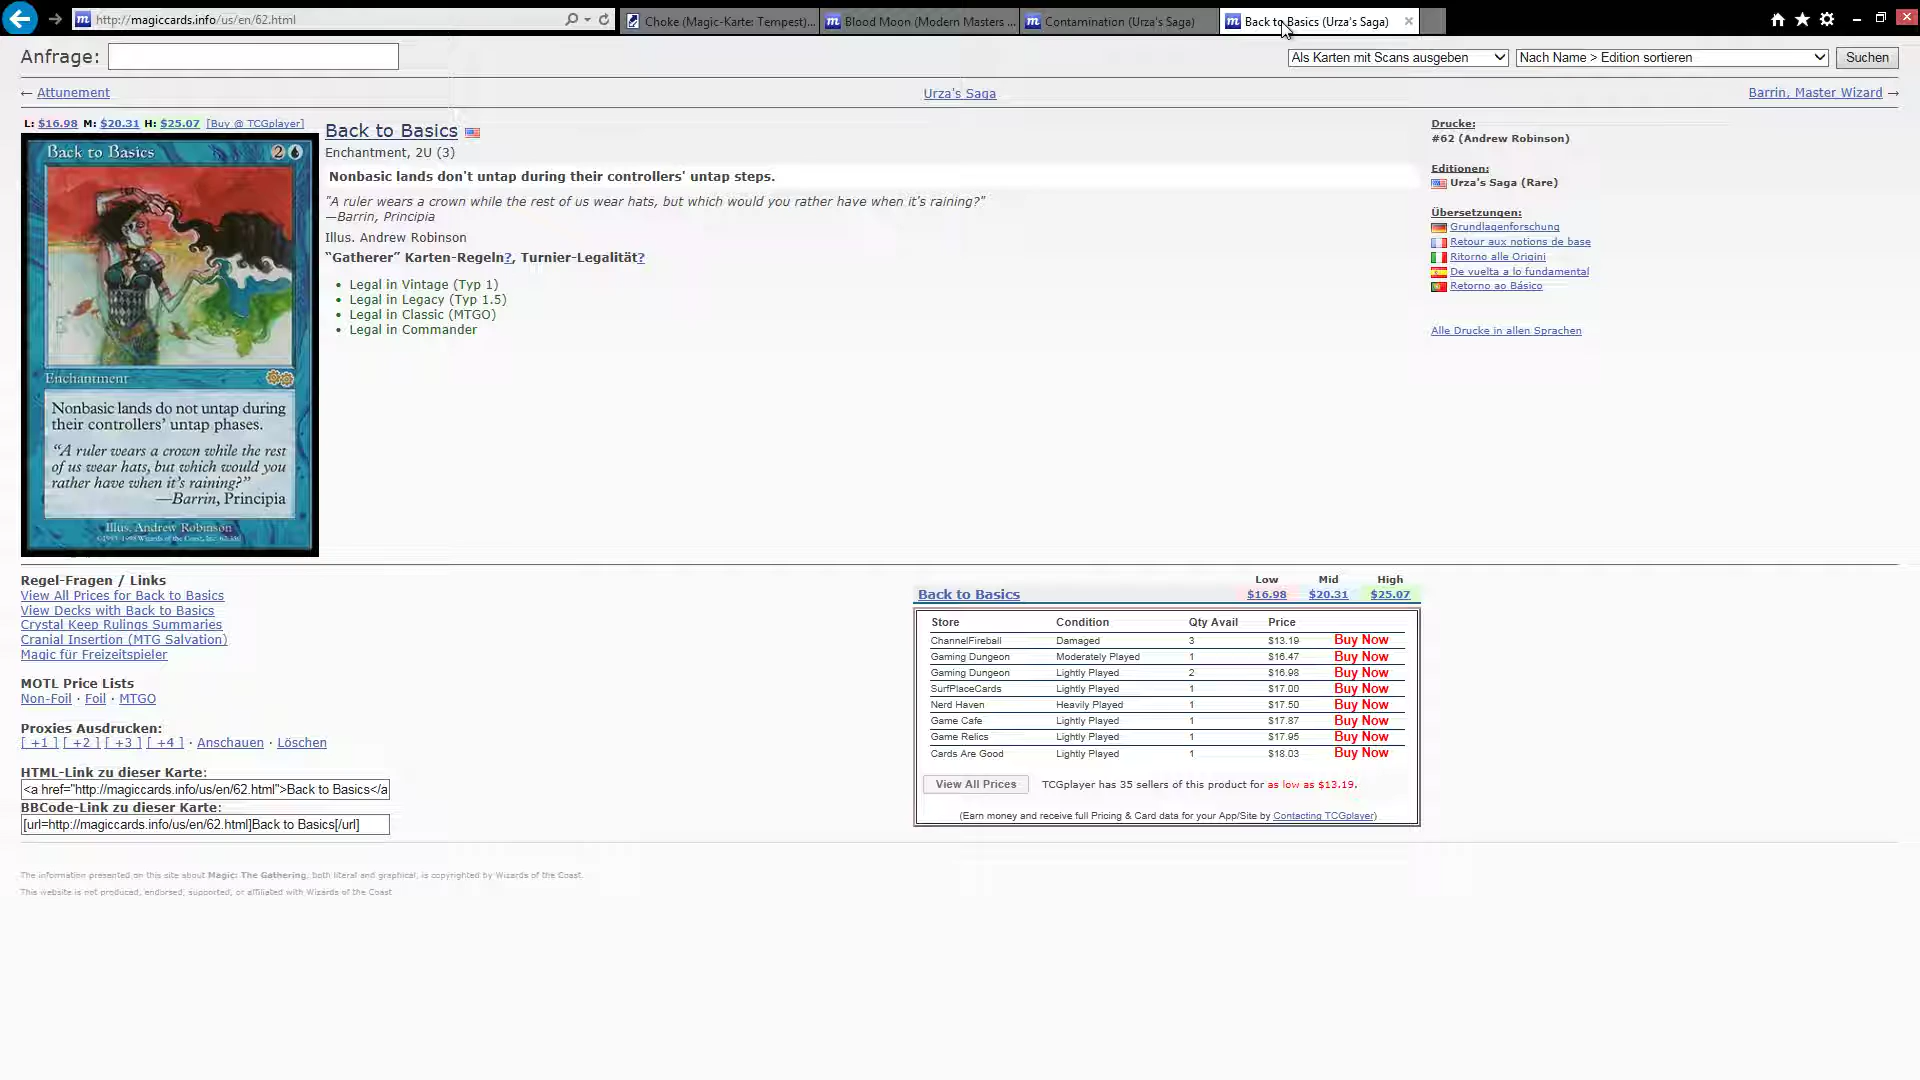 http://magiccards.info/us/en/62.html
Choke (Magic-Karte: Tempest)...
Blood Moon (Modern Masters ...
Contamination (Urza's Saga)
Back to Basics (Urza's Saga)
Anfrage:
Als Karten mit Scans ausgeben
Nach Name > Edition sortieren
Suchen
← Attunement
Urza's Saga
Barrin, Master Wizard →
L: $16.98 M: $20.31 H: $25.07 [Buy @ TCGplayer]
Back to Basics
2
Enchantment
Nonbasic lands do not untap during
their controllers' untap phases.
"A ruler wears a crown while the rest
of us wear hats, but which would you
rather have when it's raining?"
—Barrin, Principia
Illus. Andrew Robinson
Back to Basics
Enchantment, 2U (3)
Nonbasic lands don't untap during their controllers' untap steps.
"A ruler wears a crown while the rest of us wear hats, but which would you rather have when it's raining?"
—Barrin, Principia
Illus. Andrew Robinson
“Gatherer” Karten-Regeln?, Turnier-Legalität?
• Legal in Vintage (Typ 1)
• Legal in Legacy (Typ 1.5)
• Legal in Classic (MTGO)
• Legal in Commander
Drucke:
#62 (Andrew Robinson)
Editionen:
Urza's Saga (Rare)
Übersetzungen:
Grundlagenforschung
Retour aux notions de base
Ritorno alle Origini
De vuelta a lo fundamental
Retorno ao Básico
Alle Drucke in allen Sprachen
Regel-Fragen / Links
View All Prices for Back to Basics
View Decks with Back to Basics
Crystal Keep Rulings Summaries
Cranial Insertion (MTG Salvation)
Magic für Freizeitspieler
MOTL Price Lists
Non-Foil · Foil · MTGO
Proxies Ausdrucken:
[ +1 ] [ +2 ] [ +3 ] [ +4 ] · Anschauen · Löschen
HTML-Link zu dieser Karte:
<a href="http://magiccards.info/us/en/62.html">Back to Basics</a
BBCode-Link zu dieser Karte:
[url=http://magiccards.info/us/en/62.html]Back to Basics[/url]
Low Mid High
Back to Basics $16.98 $20.31 $25.07
Store Condition Qty Avail Price
ChannelFireball Damaged 3 $13.19 Buy Now
Gaming Dungeon Moderately Played 1 $16.47 Buy Now
Gaming Dungeon Lightly Played 2 $16.98 Buy Now
SurfPlaceCards Lightly Played 1 $17.00 Buy Now
Nerd Haven Heavily Played 1 $17.50 Buy Now
Game Cafe Lightly Played 1 $17.87 Buy Now
Game Relics Lightly Played 1 $17.95 Buy Now
Cards Are Good Lightly Played 1 $18.03 Buy Now
View All Prices TCGplayer has 35 sellers of this product for as low as $13.19.
(Earn money and receive full Pricing & Card data for your App/Site by Contacting TCGplayer)
The information presented on this site about Magic: The Gathering, both literal and graphical, is copyrighted by Wizards of the Coast.
This website is not produced, endorsed, supported, or affiliated with Wizards of the Coast